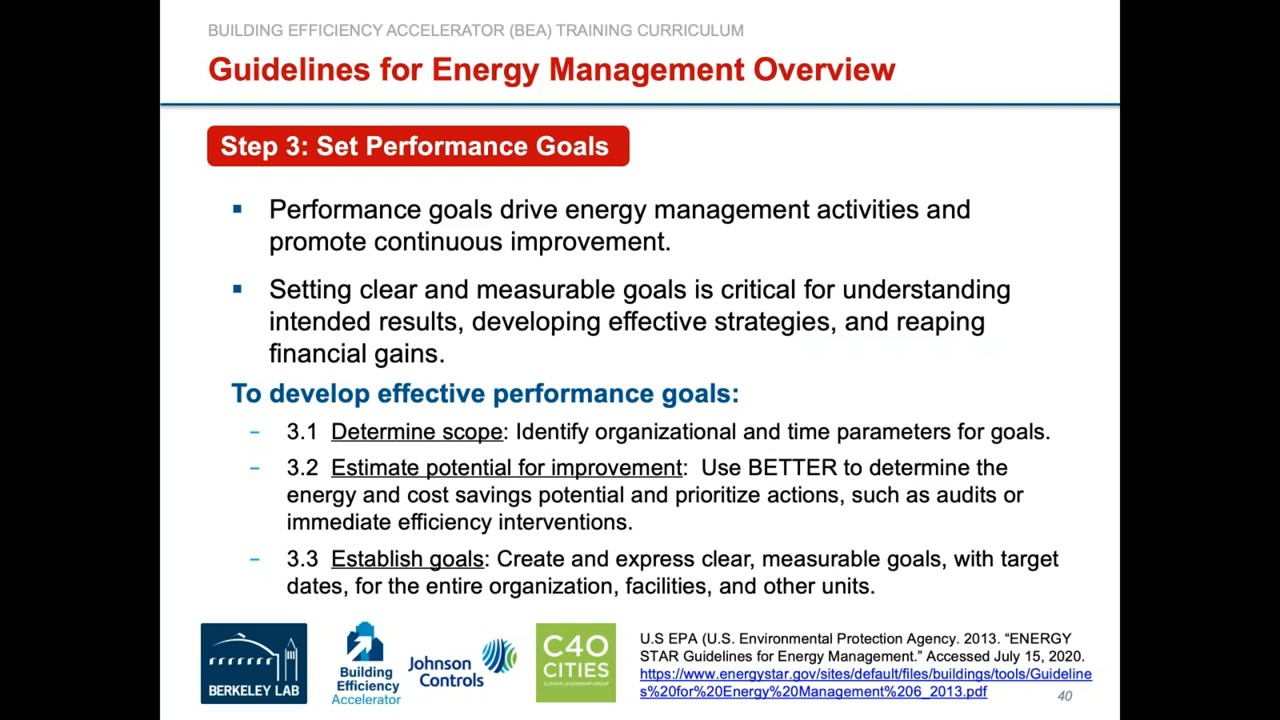 BUILDING EFFICIENCY ACCELERATOR (BEA) TRAINING CURRICULUM
Guidelines for Energy Management Overview
Step 3: Set Performance Goals
▪ Performance goals drive energy management activities and
promote continuous improvement.
▪ Setting clear and measurable goals is critical for understanding
intended results, developing effective strategies, and reaping
financial gains.
To develop effective performance goals:
- 3.1 Determine scope: Identify organizational and time parameters for goals.
- 3.2 Estimate potential for improvement: Use BETTER to determine the
energy and cost savings potential and prioritize actions, such as audits or
immediate efficiency interventions.
- 3.3 Establish goals: Create and express clear, measurable goals, with target
dates, for the entire organization, facilities, and other units.
BERKELEY LAB
Building
Efficiency
Accelerator
Johnson
Controls
C40
CITIES
CLIMATE LEADERSHIP GROUP
U.S EPA (U.S. Environmental Protection Agency. 2013. “ENERGY
STAR Guidelines for Energy Management.” Accessed July 15, 2020.
https://www.energystar.gov/sites/default/files/buildings/tools/Guideline
s%20for%20Energy%20Management%206_2013.pdf
40